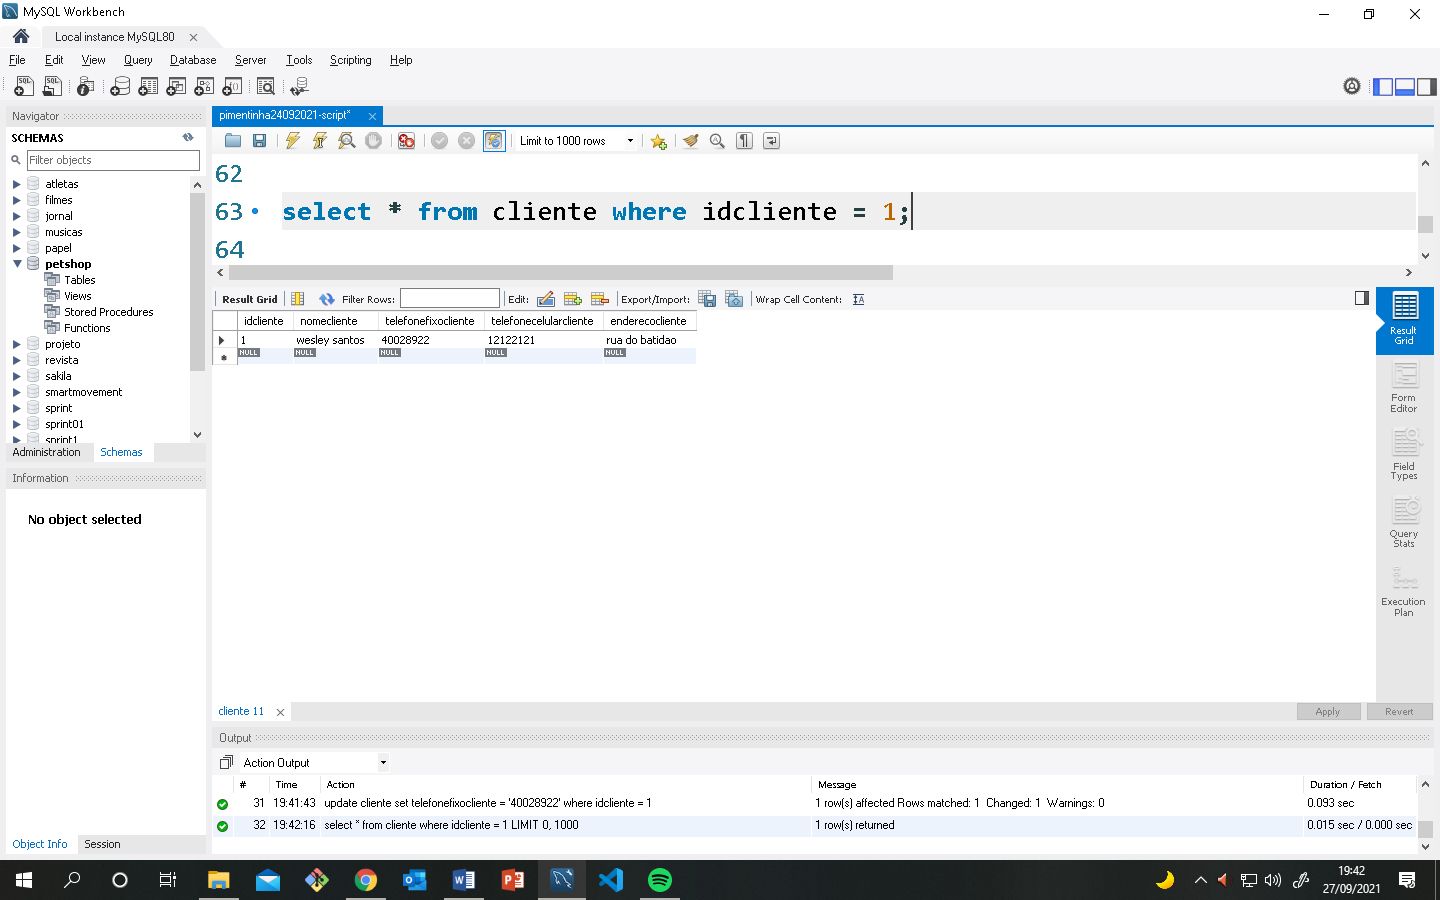 MySQL Workbench
Local instance MySQL80
File Edit View Query Database Server Tools Scripting Help
Navigator
SCHEMAS
Filter objects
atletas
filmes
jornal
musicas
papel
petshop
Tables
Views
Stored Procedures
Functions
projeto
revista
sakila
smartmovement
sprint
sprint01
sprint1
Administration Schemas
Information
No object selected
Object Info Session
pimentinha24092021-script*
Limit to 1000 rows
62
63 select * from cliente where idcliente = 1;
64
Result Grid Filter Rows: Edit: Export/Import: Wrap Cell Content:
idcliente nomecliente telefonefixocliente telefonecelularcliente enderecocliente
1 wesley santos 40028922 12122121 rua do batidao
NULL NULL NULL NULL NULL
Result Grid
Form Editor
Field Types
Query Stats
Execution Plan
cliente 11
Apply Revert
Output
Action Output
# Time Action Message Duration / Fetch
31 19:41:43 update cliente set telefonefixocliente = '40028922' where idcliente = 1 1 row(s) affected Rows matched: 1 Changed: 1 Warnings: 0 0.093 sec
32 19:42:16 select * from cliente where idcliente = 1 LIMIT 0, 1000 1 row(s) returned 0.015 sec / 0.000 sec
19:42
27/09/2021